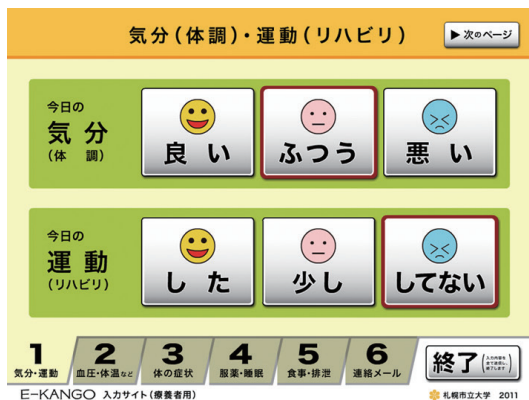 気分(体調)・運動(リハビリ)
▶次のページ
今日の
気分
(体 調)
良い
ふつう
悪い
今日の
運動
(リハビリ)
した
少し
してない
1
気分・運動
2
血圧・体温など
3
体の症状
4
服薬・睡眠
5
食事・排泄
6
連絡メール
終了
E-KANGO 入力サイト(療養者用)
札幌市立大学 2011